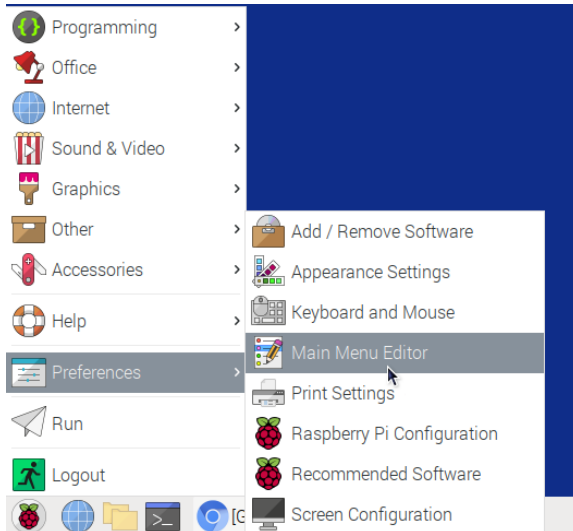 Programming
Office
Internet
Sound & Video
Graphics
Other
Accessories
Help
Preferences
Run
Logout
Add / Remove Software
Appearance Settings
Keyboard and Mouse
Main Menu Editor
Print Settings
Raspberry Pi Configuration
Recommended Software
Screen Configuration
[G